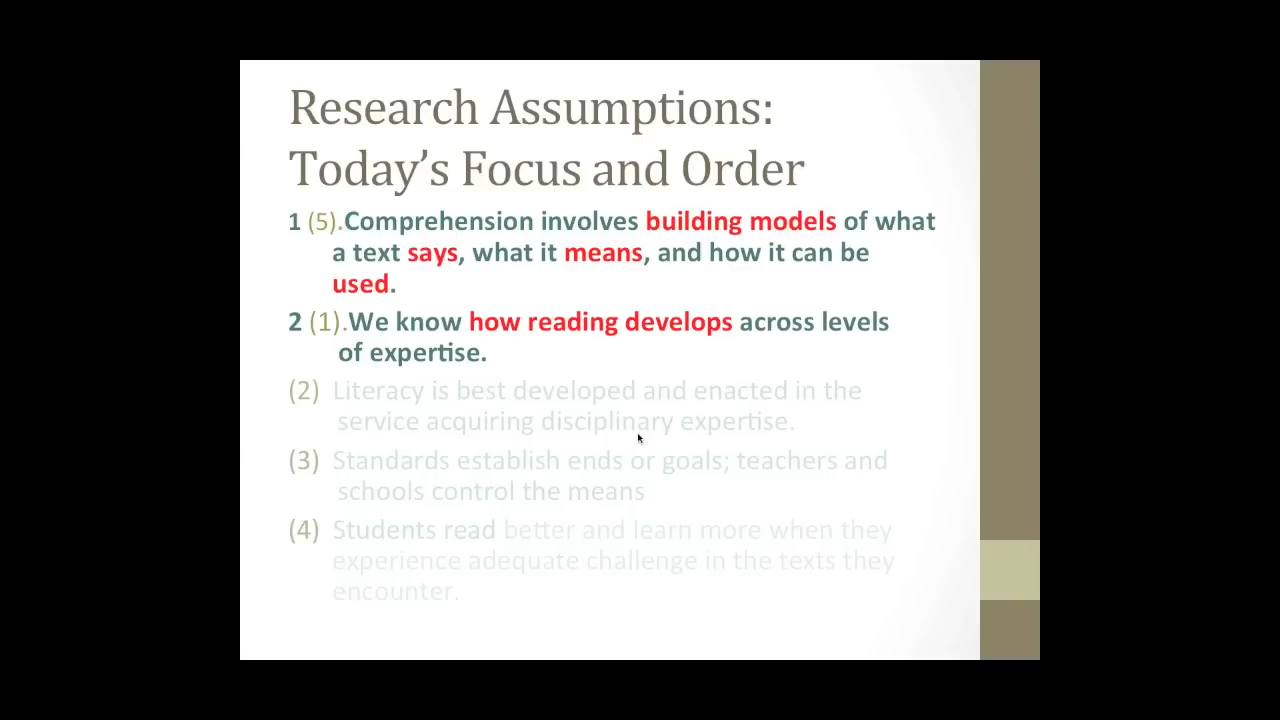 Research Assumptions:
Today's Focus and Order
1 (5).Comprehension involves building models of what
a text says, what it means, and how it can be
used.
2 (1).We know how reading develops across levels
of expertise.
(2) Literacy is best developed and enacted in the
service acquiring disciplinary expertise.
(3) Standards establish ends or goals; teachers and
schools control the means
(4) Students read better and learn more when they
experience adequate challenge in the texts they
encounter.